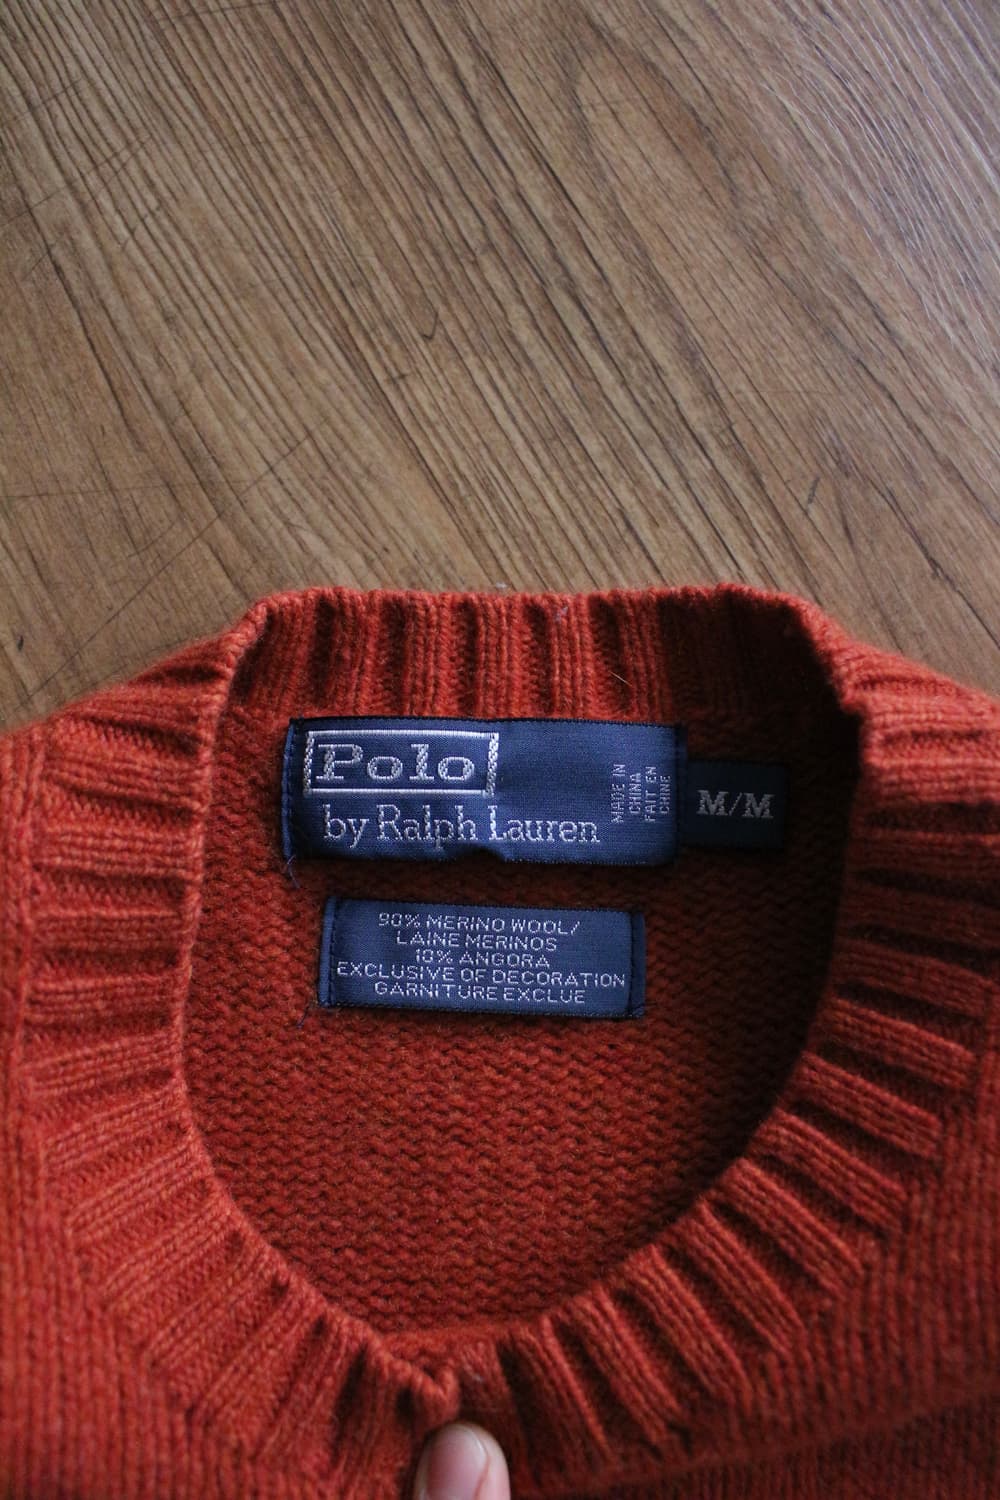 Polo
by Ralph Lauren
MADE IN
CHINA
FAIT EN
CHINE
M/M
90% MERINO WOOL/
LAINE MERINOS
10% ANGORA
EXCLUSIVE OF DECORATION
GARNITURE EXCLUE